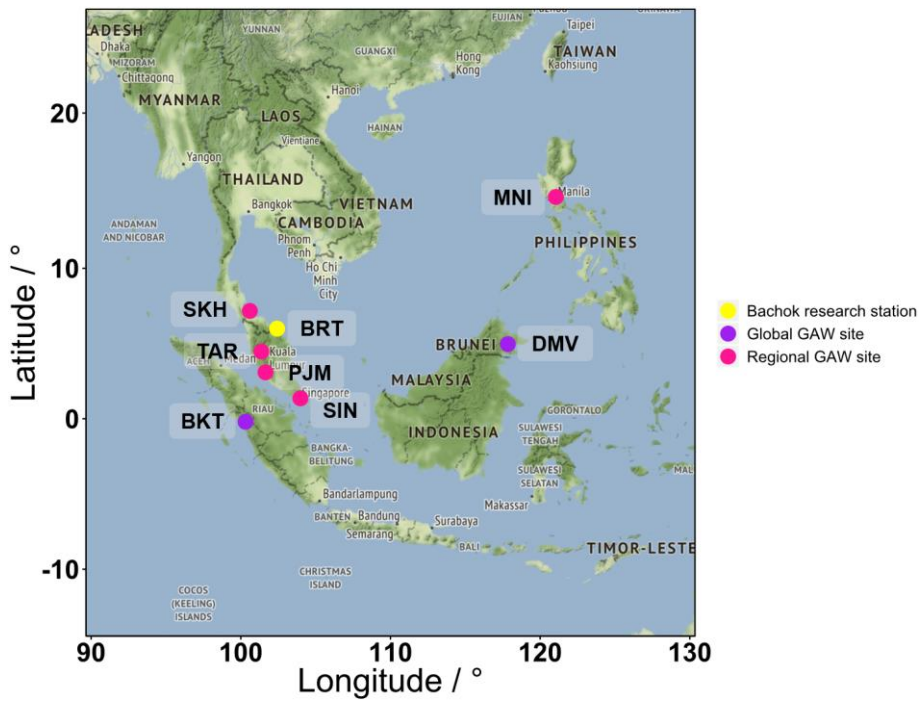 FUJIAN
Taipei
YUNNAN
ADESH
Dhaka
GUANGXI
TAIWAN
MIZORAM
Kaohsiung
Hong
Kong
Chittagong
Hanoi
MYANMAR
20
LAOS
HAINAN
Vientiane
Yangon
THAILAND
MNI
Manila
VIETNAM
Bangkok
CAMBODIA
ANDAMAN
AND NICOBAR
Phnom
Penh
PHILIPPINES
Ho Chi
Minh
City
10
SKH
BRT
Bachok research station
Global GAW site
Regional GAW site
TAR
Kuala
Lumpur
BRUNEI
DMV
ACEH
Medan
PJM
MALAYSIA
Singapore
SIN
RIAU
BKT
GORONTALO
0
INDONESIA
SULAWESI
TENGAH
BANGKA-
BELITUNG
SULAWESI
SELATAN
MAL
Bandarlampung
Makassar
BANTEN
Bandung
Surabaya
Semarang
BALI
TIMOR-LESTE
-10
CHRISTMAS
ISLAND
COCOS
(KEELING)
ISLANDS
90
100
110
120
130
Longitude / °
Latitude / °